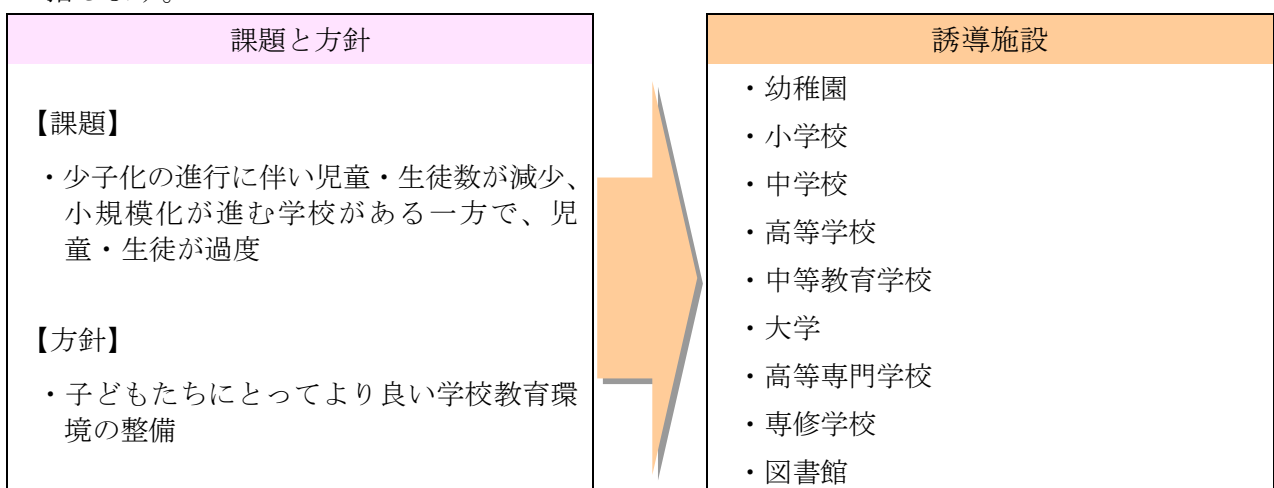 課題と方針
【課題】
・少子化の進行に伴い児童・生徒数が減少、
小規模化が進む学校がある一方で、児
童・生徒が過度
【方針】
・子どもたちにとってより良い学校教育環
境の整備
誘導施設
・幼稚園
・小学校
・中学校
・高等学校
・中等教育学校
・大学
・高等専門学校
・専修学校
・図書館